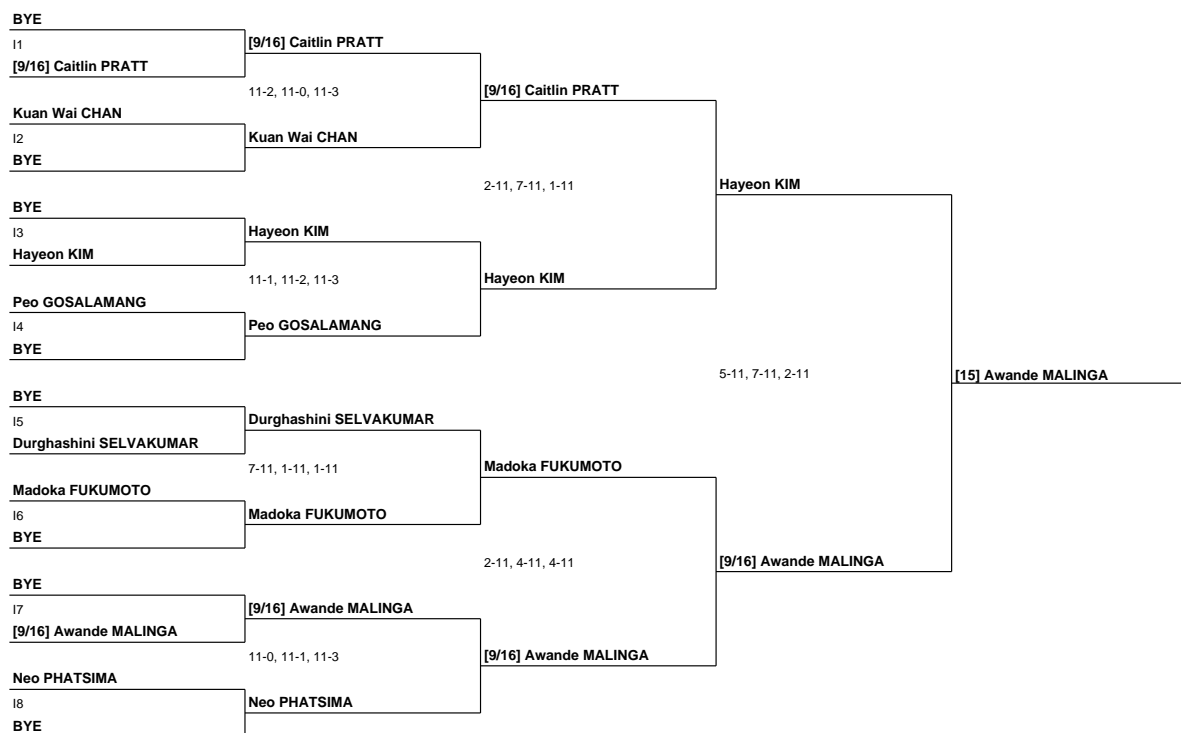 BYE
I1
[9/16] Caitlin PRATT
[9/16] Caitlin PRATT
11-2, 11-0, 11-3
[9/16] Caitlin PRATT
Kuan Wai CHAN
I2
Kuan Wai CHAN
BYE
2-11, 7-11, 1-11
Hayeon KIM
BYE
I3
Hayeon KIM
Hayeon KIM
11-1, 11-2, 11-3
Hayeon KIM
Peo GOSALAMANG
I4
Peo GOSALAMANG
BYE
5-11, 7-11, 2-11
[15] Awande MALINGA
BYE
I5
Durghashini SELVAKUMAR
Durghashini SELVAKUMAR
7-11, 1-11, 1-11
Madoka FUKUMOTO
Madoka FUKUMOTO
I6
Madoka FUKUMOTO
BYE
2-11, 4-11, 4-11
[9/16] Awande MALINGA
BYE
I7
[9/16] Awande MALINGA
[9/16] Awande MALINGA
11-0, 11-1, 11-3
[9/16] Awande MALINGA
Neo PHATSIMA
I8
Neo PHATSIMA
BYE